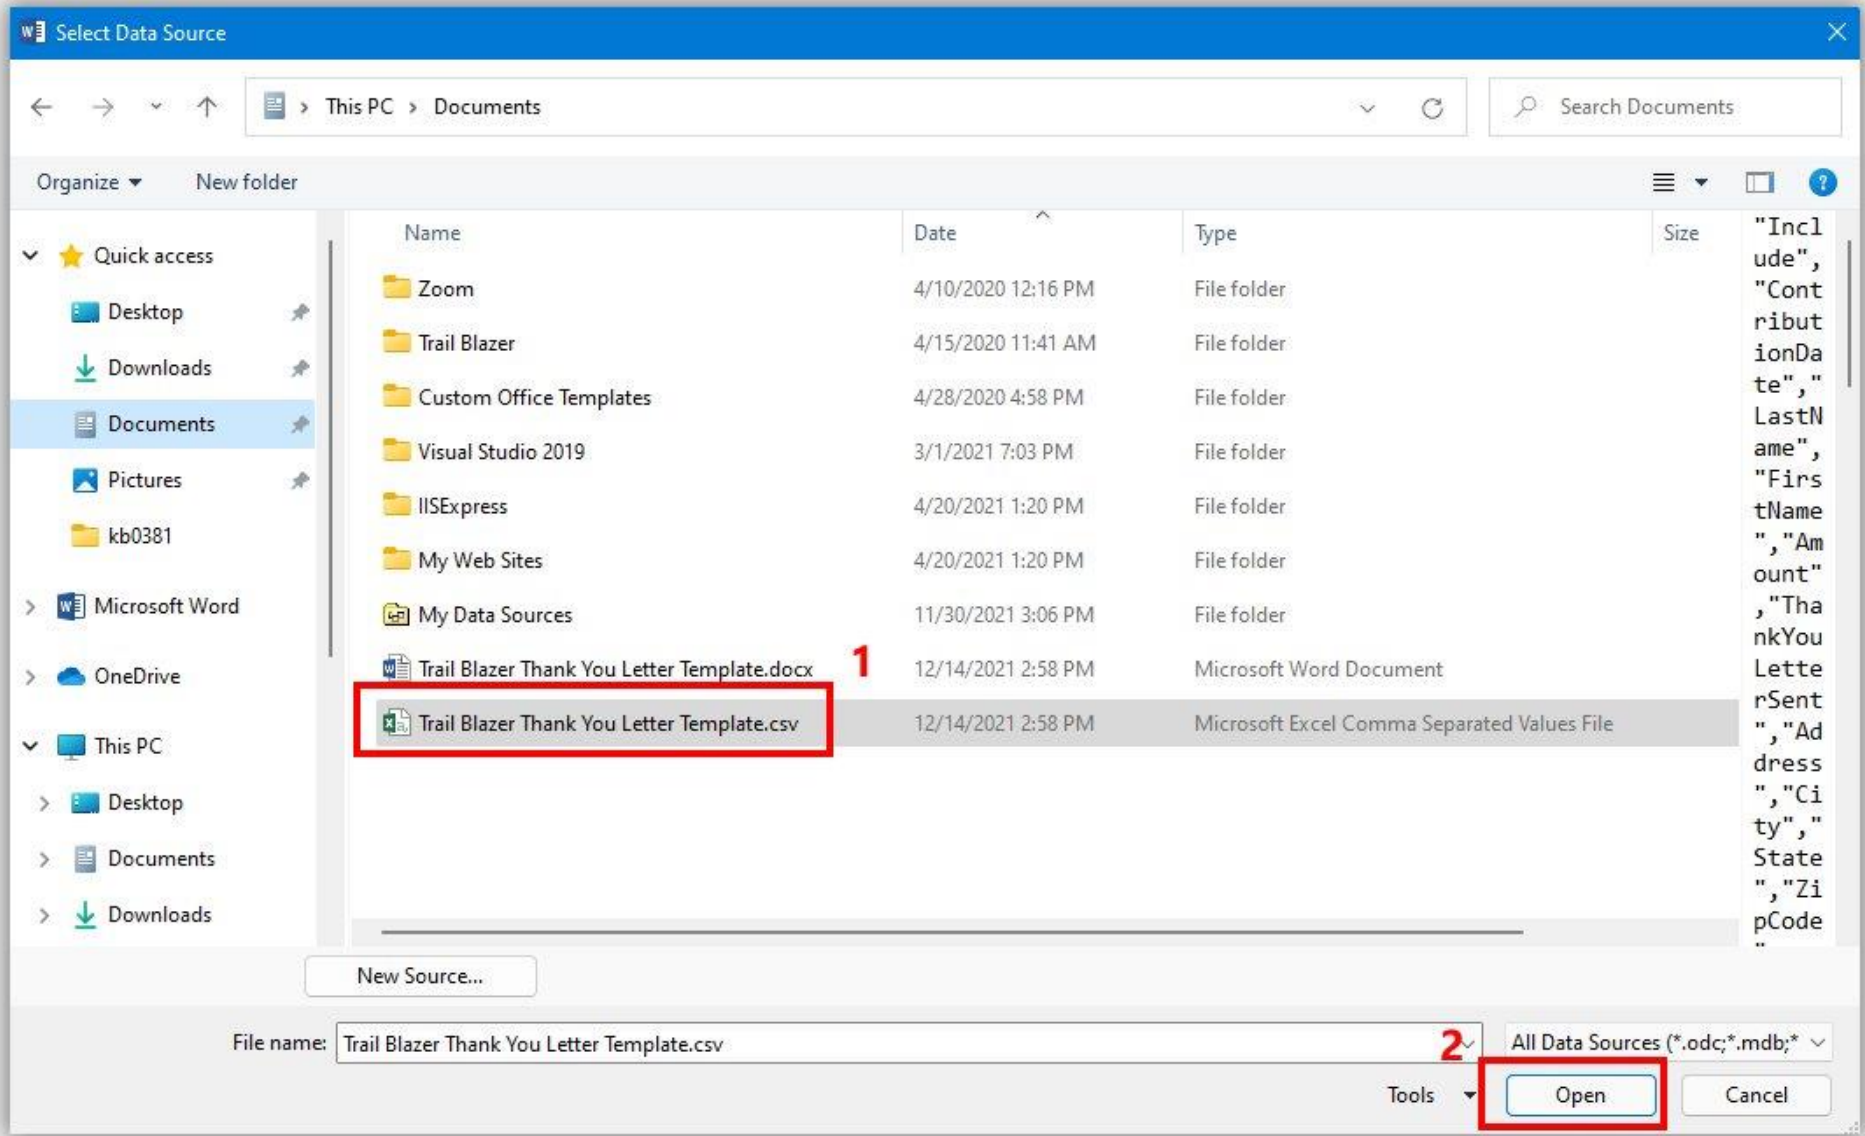 Select Data Source
This PC > Documents
Search Documents
Organize
New folder
Name Date Type Size
Quick access
Desktop
Downloads
Documents
Pictures
kb0381
Microsoft Word
OneDrive
This PC
Desktop
Documents
Downloads
Zoom 4/10/2020 12:16 PM File folder
Trail Blazer 4/15/2020 11:41 AM File folder
Custom Office Templates 4/28/2020 4:58 PM File folder
Visual Studio 2019 3/1/2021 7:03 PM File folder
IISExpress 4/20/2021 1:20 PM File folder
My Web Sites 4/20/2021 1:20 PM File folder
My Data Sources 11/30/2021 3:06 PM File folder
Trail Blazer Thank You Letter Template.docx 12/14/2021 2:58 PM Microsoft Word Document
1
Trail Blazer Thank You Letter Template.csv 12/14/2021 2:58 PM Microsoft Excel Comma Separated Values File
"Incl
ude",
"Cont
ribut
ionDa
te","
LastN
ame",
"Firs
tName
","Am
ount"
,"Tha
nkYou
Lette
rSent
","Ad
dress
","Ci
ty","
State
","Zi
pCode
"
New Source...
File name: Trail Blazer Thank You Letter Template.csv
2
All Data Sources (*.odc;*.mdb;*
Tools
Open
Cancel